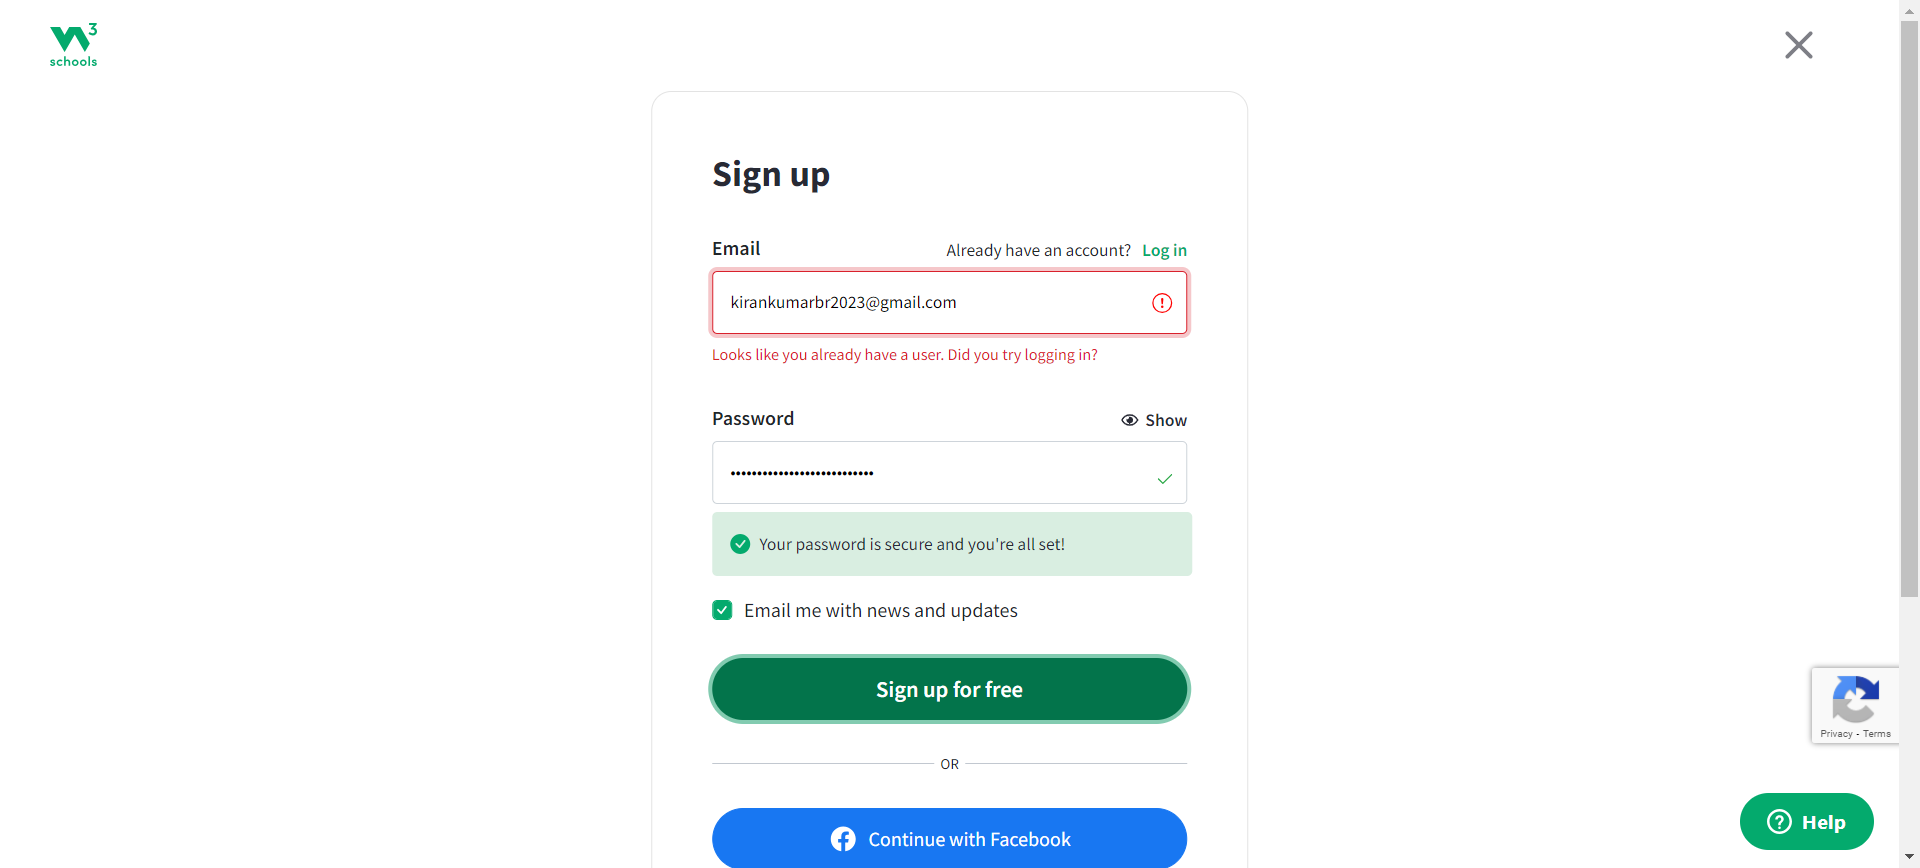 3
schools
Sign up
Email
Already have an account? Log in
kirankumarbr2023@gmail.com
Looks like you already have a user. Did you try logging in?
Password
Show
•••••••••••••••••••••••••••
Your password is secure and you're all set!
Email me with news and updates
Sign up for free
OR
Continue with Facebook
Privacy - Terms
Help